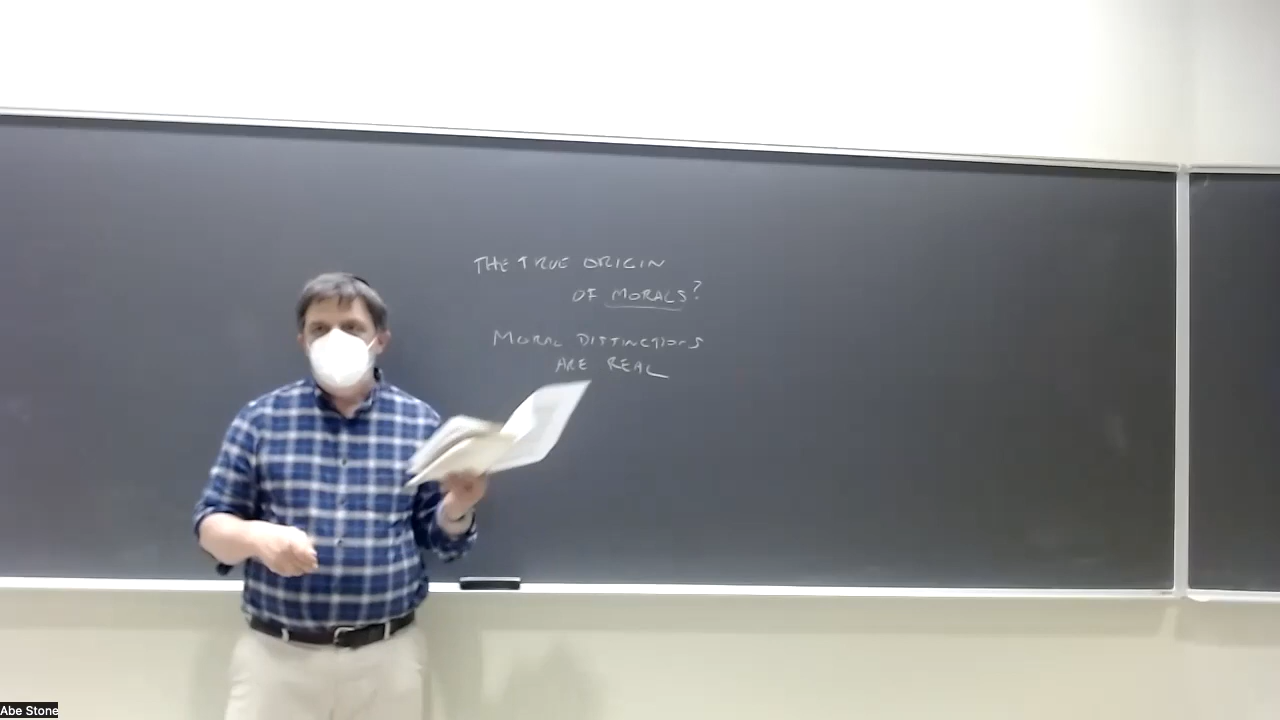 THE TRUE ORIGIN
OF MORALS?
MORAL DISTINCTIONS
ARE REAL
Abe Stone